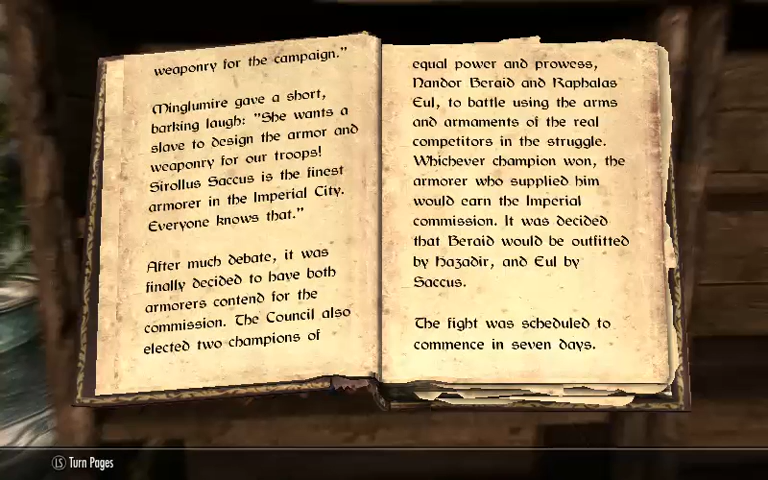 weaponry for the campaign."
Minglumire gave a short,
barking laugh: "She wants a
slave to design the armor and
weaponry for our troops!
Sirollus Saccus is the finest
armorer in the Imperial City.
Everyone knows that."
After much debate, it was
finally decided to have both
armorers contend for the
commission. The Council also
elected two champions of
equal power and prowess,
Nandor Beraid and Raphalas
Eul, to battle using the arms
and armaments of the real
competitors in the struggle.
Whichever champion won, the
armorer who supplied him
would earn the Imperial
commission. It was decided
that Beraid would be outfitted
by Hazadir, and Eul by
Saccus.
The fight was scheduled to
commence in seven days.
LS Turn Pages